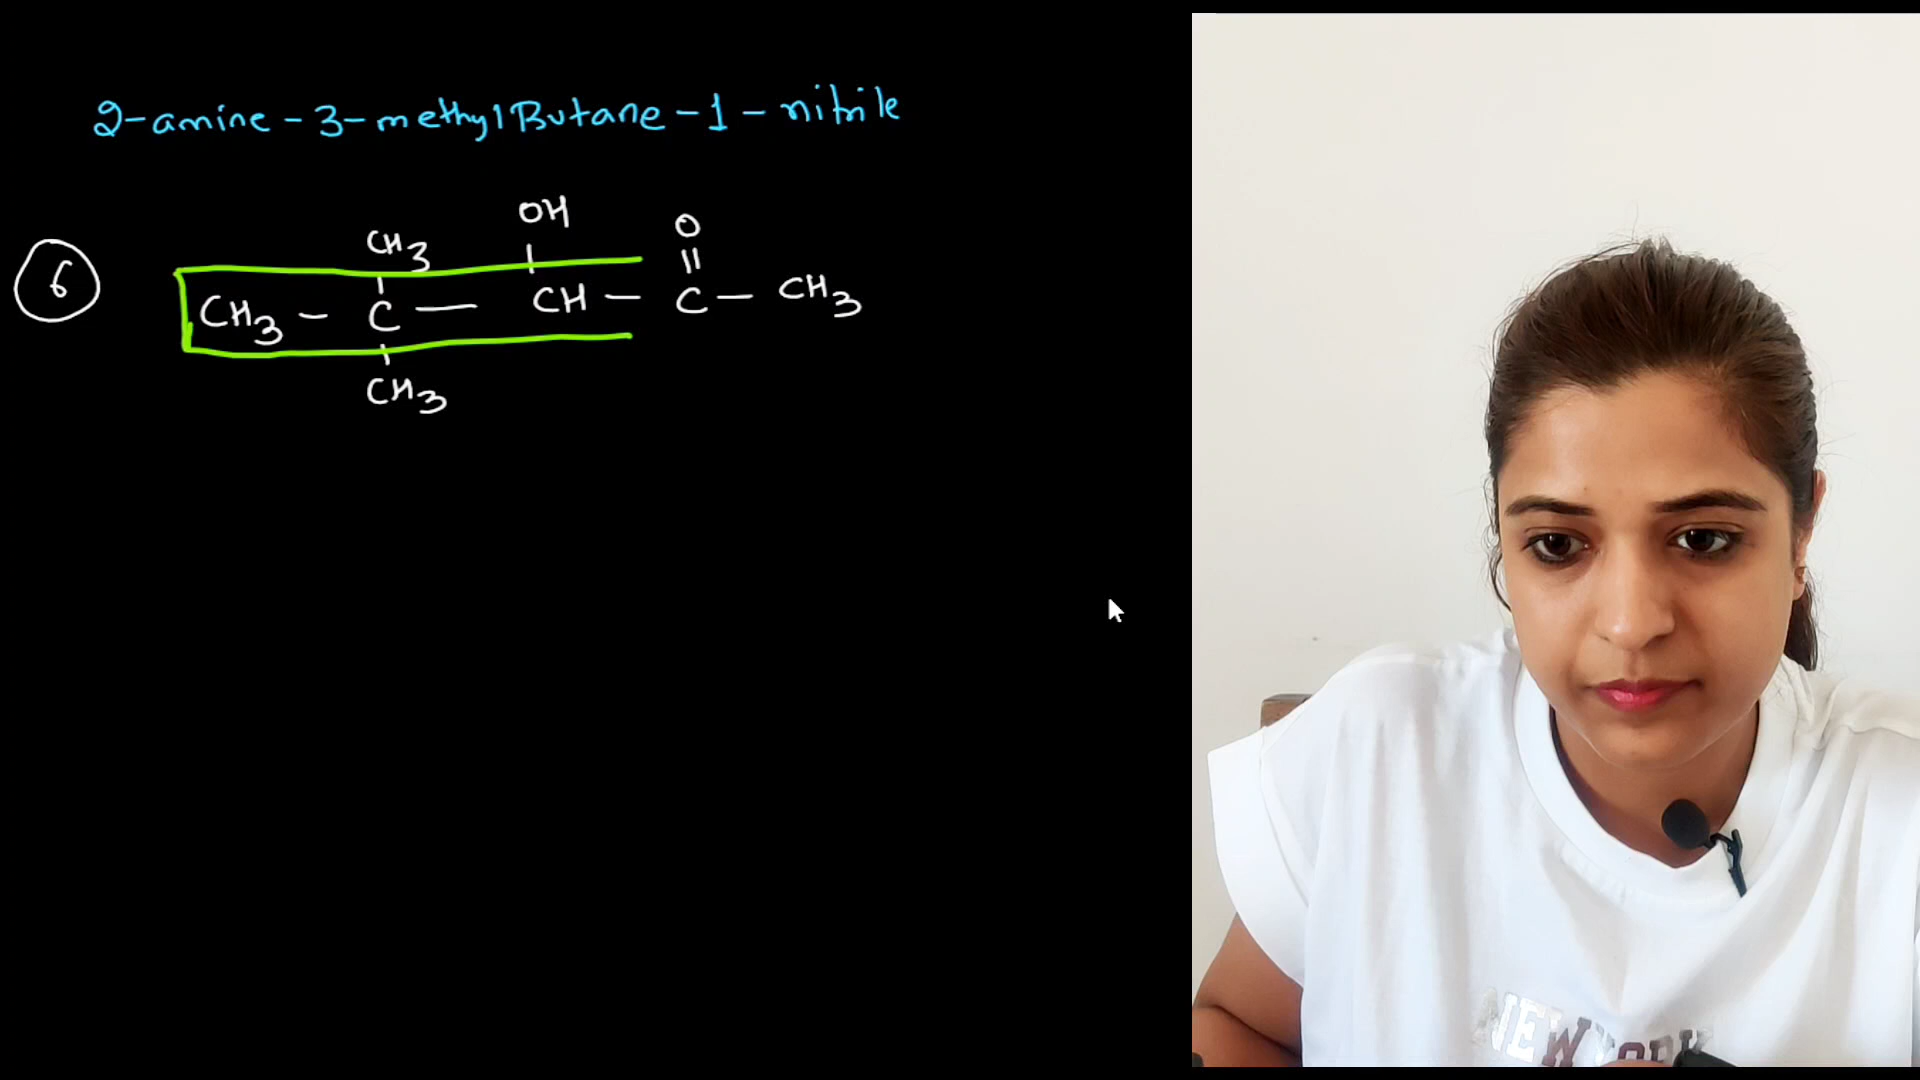 2-amine-3-methylButane-1-nitrile
OH
CH3 O
6 CH3 - C - CH - C - CH3
CH3
NEW YORK